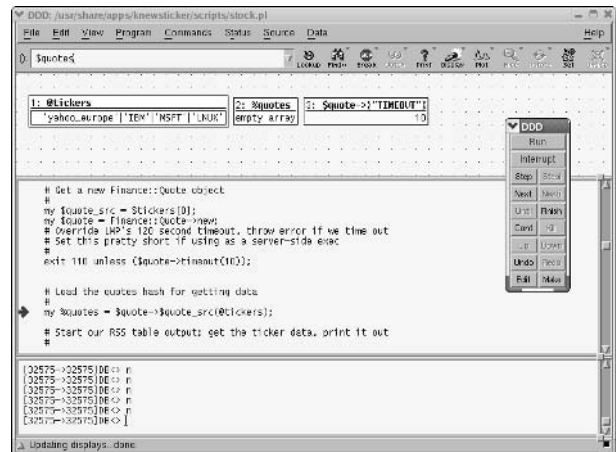 DDD: /usr/share/apps/knewsticker/scripts/stock.pl
File Edit View Program Commands Status Source Data Help
(): $quotes
Lookup Find» Break Print Display Plot Set
1: @tickers
'yahoo_europe'|'IBM'|'MSFT'|'LNUX'
2: %quotes
empty array
3: $quote->{"TIMEOUT"}
10
DDD
Run
Interrupt
Step Stepi
Next Nexti
Until Finish
Cont Kill
Up Down
Undo Redo
Edit Make
# Get a new Finance::Quote object
#
my $quote_src = $tickers[0];
my $quote = Finance::Quote->new;
# Override LWP's 120 second timeout, throw error if we time out
# Set this pretty short if using as a server-side exec
#
exit 110 unless ($quote->timeout(10));
# Load the quotes hash for getting data
#
my %quotes = $quote->$quote_src(@tickers);
# Start our RSS table output; get the ticker data, print it out
#
[32575->32575]DB<> n
[32575->32575]DB<> n
[32575->32575]DB<> n
[32575->32575]DB<> n
[32575->32575]DB<> n
[32575->32575]DB<>
Updating displays...done.